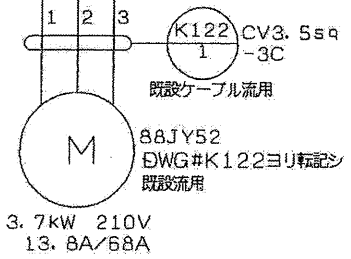 1 2 3
K122
1
CV3.5sq
-3C
既設ケーブル流用
M
88JY52
DWG#K122ヨリ転記シ
既設流用
3.7kW 210V
13.8A/68A